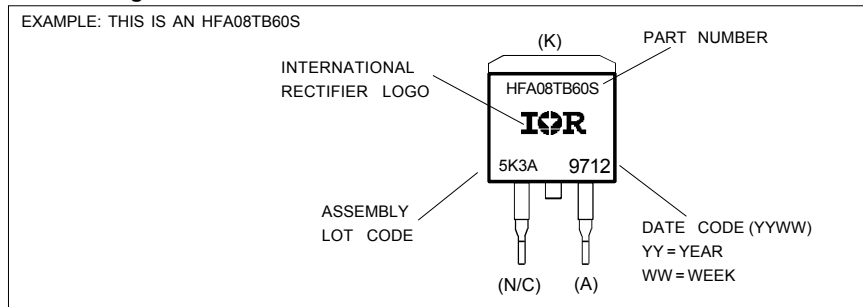 EXAMPLE: THIS IS AN HFA08TB60S
(K)
PART NUMBER
INTERNATIONAL
RECTIFIER LOGO
HFA08TB60S
IOR
5K3A 9712
ASSEMBLY
LOT CODE
DATE CODE (YYWW)
YY = YEAR
WW = WEEK
(N/C) (A)